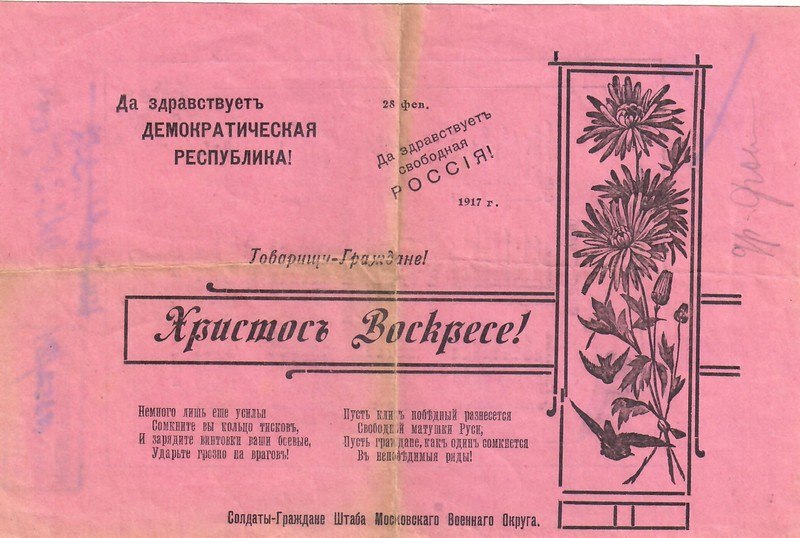 Да здравствуетъ
ДЕМОКРАТИЧЕСКАЯ
РЕСПУБЛИКА!
28 фев.
Да здравствуетъ
свободная
РОССІЯ!
1917 г.
Товарищи-Граждане!
Христосъ Воскресе!
Немного лишь еще усилья
Сомкните вы кольцо тисковъ,
И зарядите винтовки ваши боевые,
Ударьте грозно на враговъ!
Пусть кличъ побѣдный разнесется
Свободной матушки Руси,
Пусть граждане, какъ одинъ сомкнется
Въ непобѣдимыя ряды!
Солдаты-Граждане Штаба Московскаго Военнаго Округа.